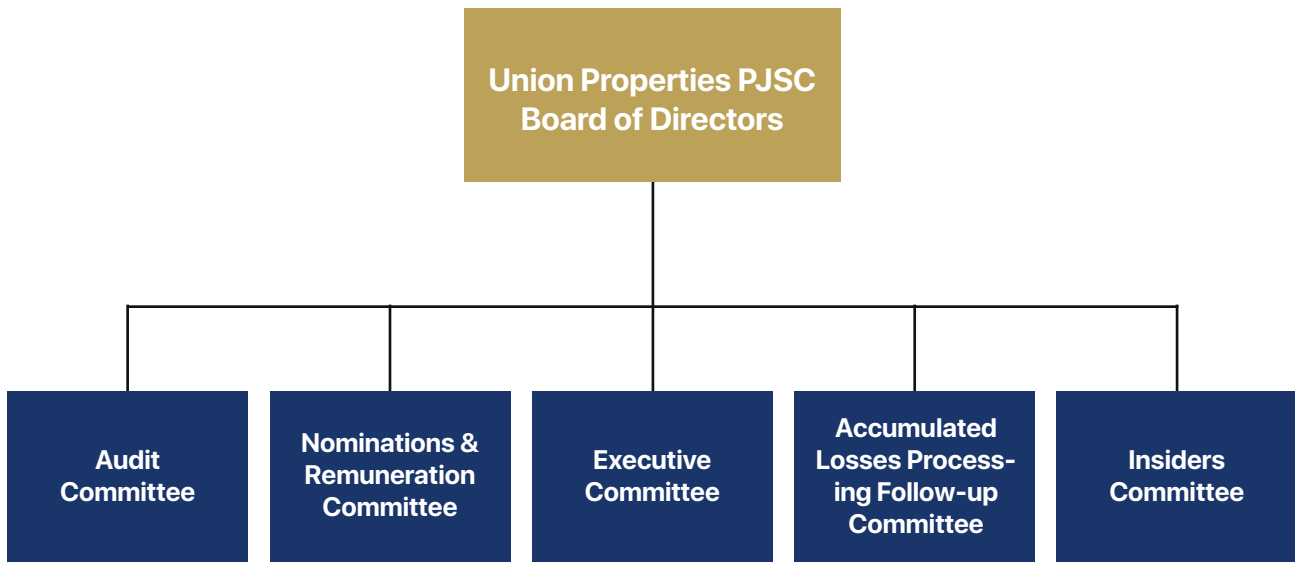 Union Properties PJSC
Board of Directors
Audit
Committee
Nominations &
Remuneration
Committee
Executive
Committee
Accumulated
Losses Process-
ing Follow-up
Committee
Insiders
Committee